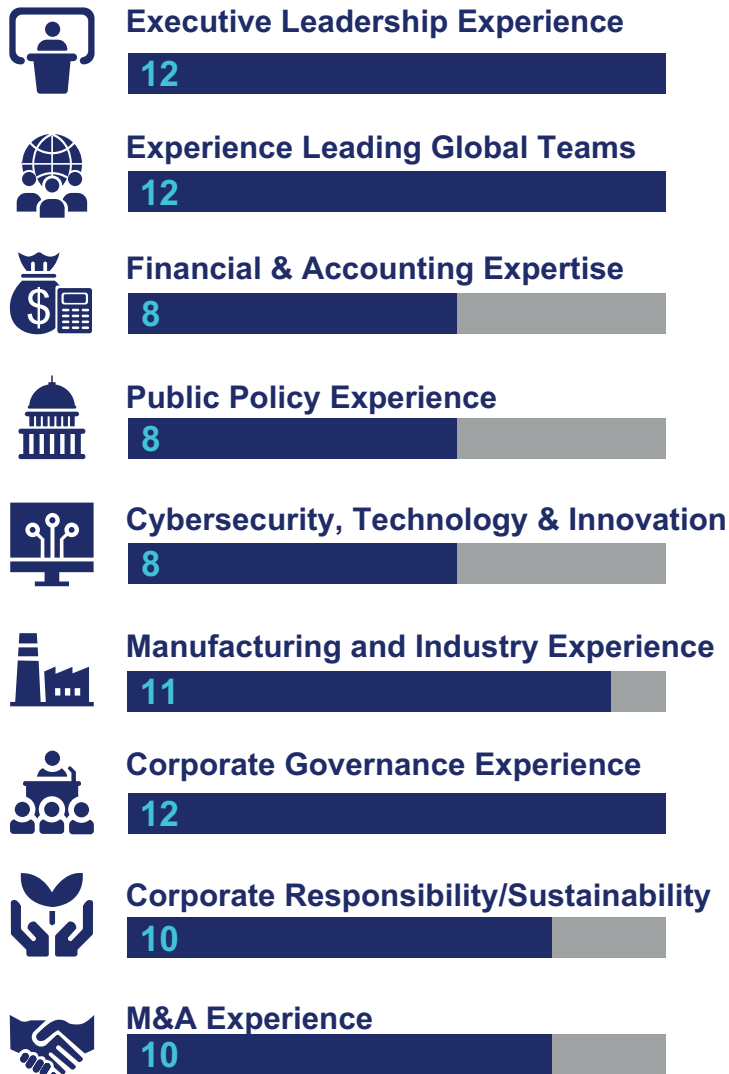 Executive Leadership Experience
12
Experience Leading Global Teams
12
Financial & Accounting Expertise
$
8
Public Policy Experience
8
Cybersecurity, Technology & Innovation
8
Manufacturing and Industry Experience
11
Corporate Governance Experience
12
Corporate Responsibility/Sustainability
10
M&A Experience
10